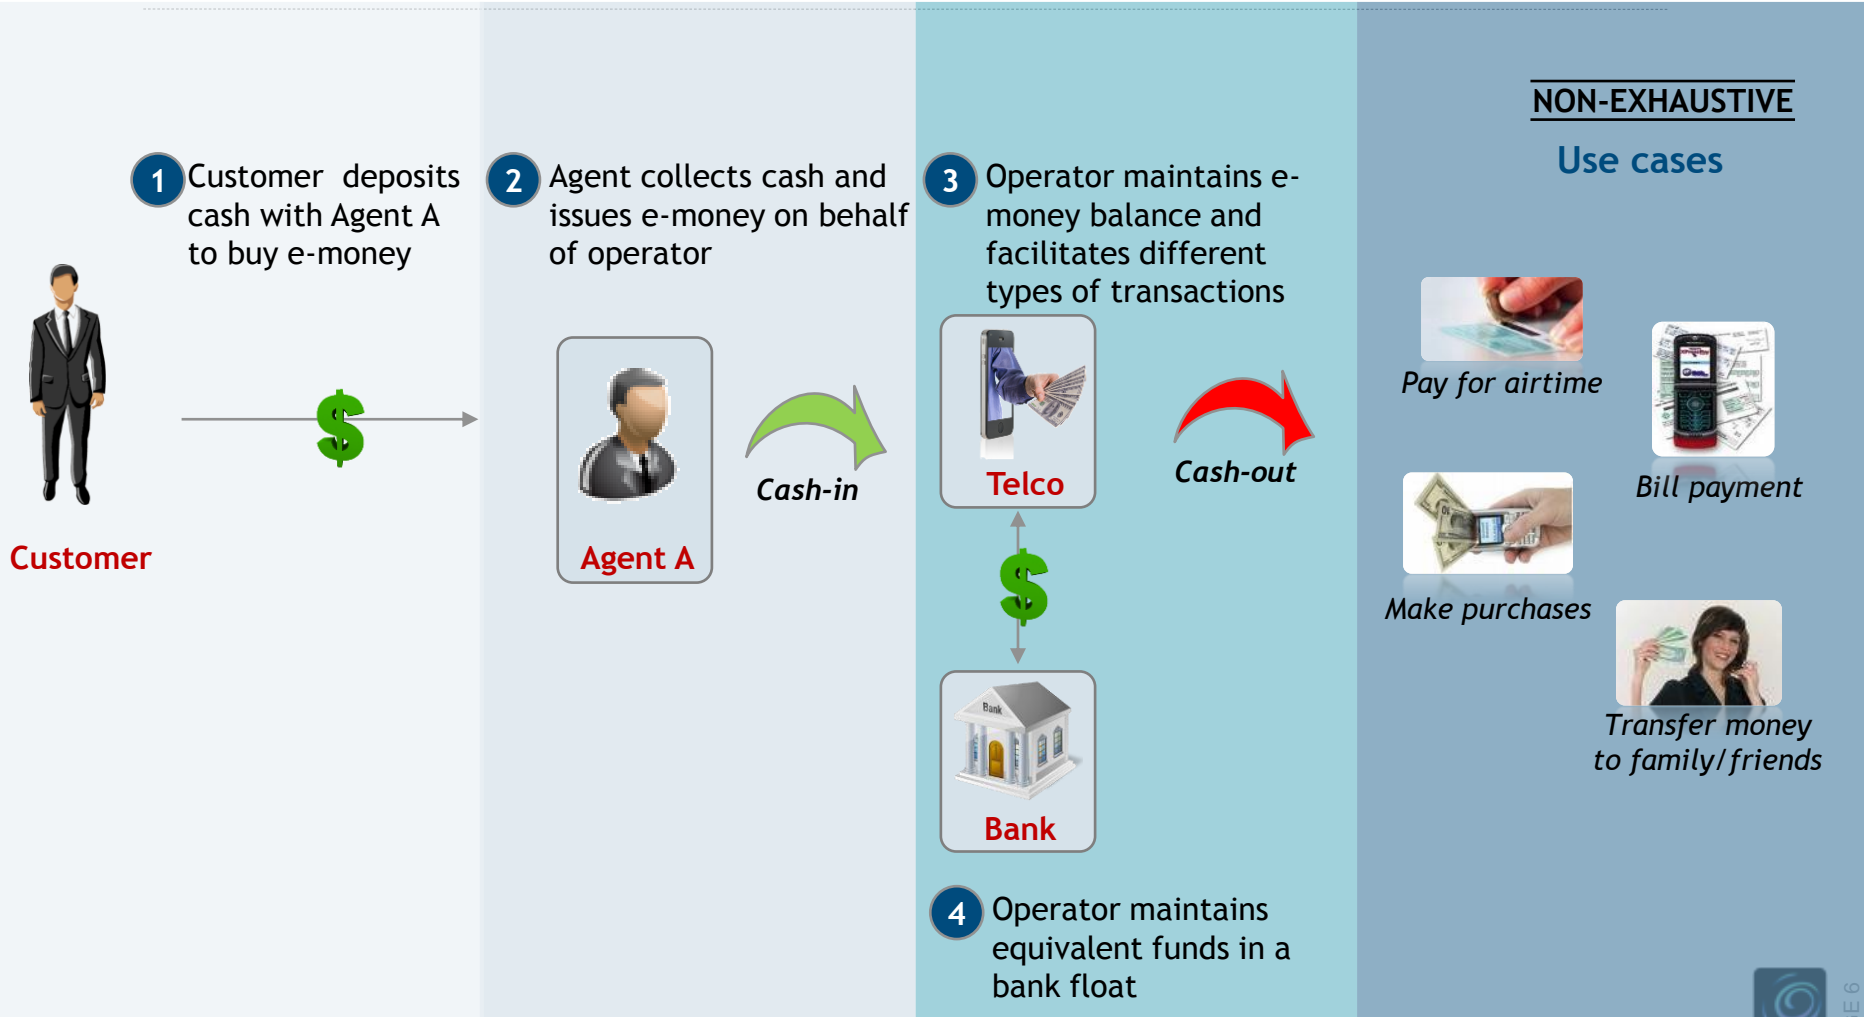 NON-EXHAUSTIVE
Use cases
1
Customer deposits
cash with Agent A
to buy e-money
2
Agent collects cash and
issues e-money on behalf
of operator
3
Operator maintains e-
money balance and
facilitates different
types of transactions
Customer
Agent A
Cash-in
Telco
Cash-out
Bank
Bank
4
Operator maintains
equivalent funds in a
bank float
Pay for airtime
Bill payment
Make purchases
Transfer money
to family/friends